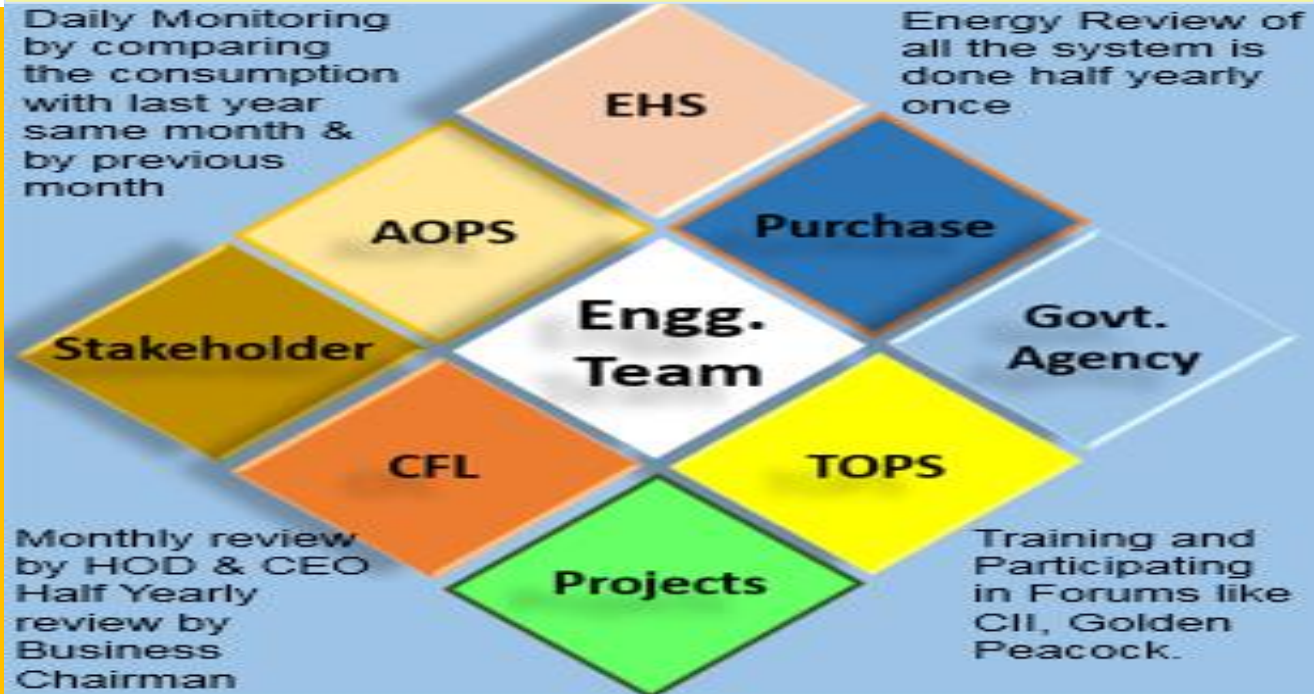 Daily Monitoring
by comparing
the consumption
with last year
same month &
by previous
month
Energy Review of
all the system is
done half yearly
once
EHS
AOPS
Purchase
Stakeholder
Engg.
Team
Govt.
Agency
CFL
TOPS
Projects
Monthly review
by HOD & CEO
Half Yearly
review by
Business
Chairman
Training and
Participating
in Forums like
CII, Golden
Peacock.